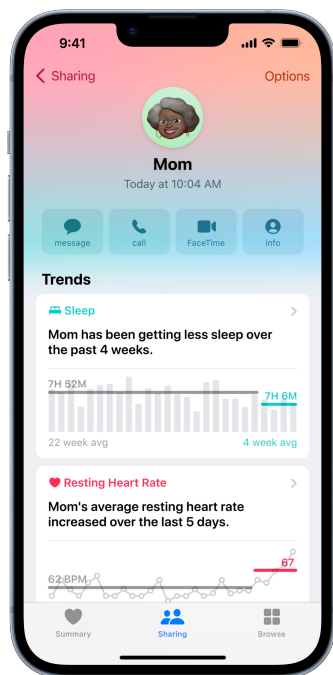 9:41
Sharing
Options
Mom
Today at 10:04 AM
message
call
FaceTime
info
Trends
Sleep
Mom has been getting less sleep over
the past 4 weeks.
7H 52M
7H 6M
22 week avg
4 week avg
Resting Heart Rate
Mom's average resting heart rate
increased over the last 5 days.
67
62 BPM
Summary
Sharing
Browse